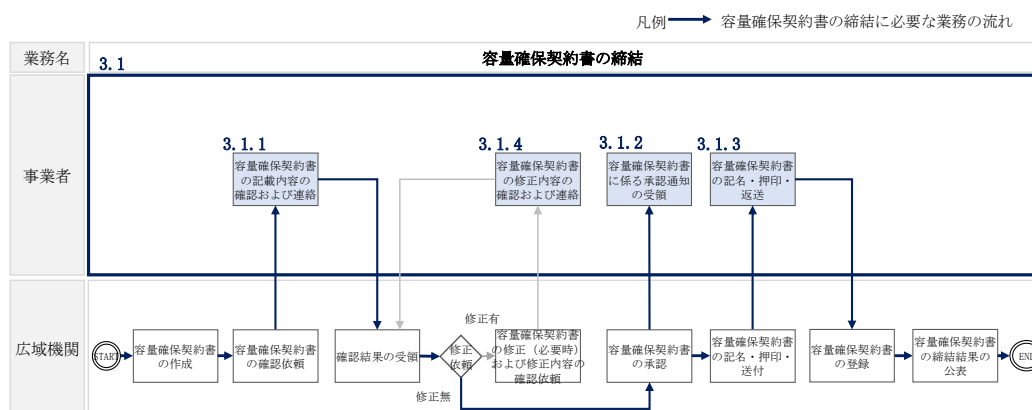 凡例 容量確保契約書の締結に必要な業務の流れ
業務名
3.1
容量確保契約書の締結
事業者
3.1.1
容量確保契約書
の記載内容の
確認および連絡
3.1.4
容量確保契約書
の修正内容の
確認および連絡
3.1.2
容量確保契約書
に係る承認通知
の受領
3.1.3
容量確保契約書
の記名・押印・
返送
広域機関
START
容量確保契約書
の作成
容量確保契約書
の確認依頼
確認結果の受領
修正
依頼
修正有
修正無
容量確保契約書
の修正（必要時）
および修正内容の
確認依頼
容量確保契約書
の承認
容量確保契約書
の記名・押印・
送付
容量確保契約書
の登録
容量確保契約書
の締結結果の
公表
END